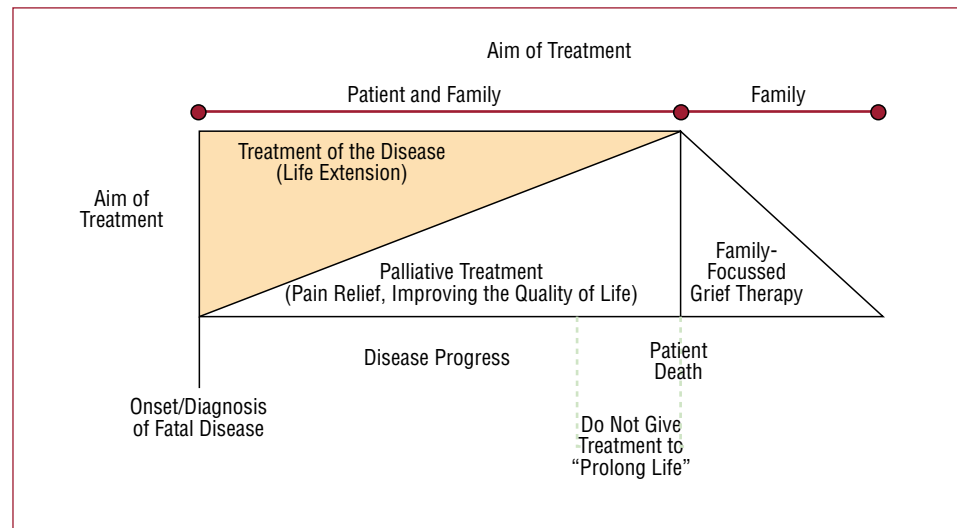 Aim of Treatment
Patient and Family
Family
Treatment of the Disease
(Life Extension)
Aim of
Treatment
Palliative Treatment
(Pain Relief, Improving the Quality of Life)
Family-
Focussed
Grief Therapy
Disease Progress
Patient
Death
Onset/Diagnosis
of Fatal Disease
Do Not Give
Treatment to
“Prolong Life”